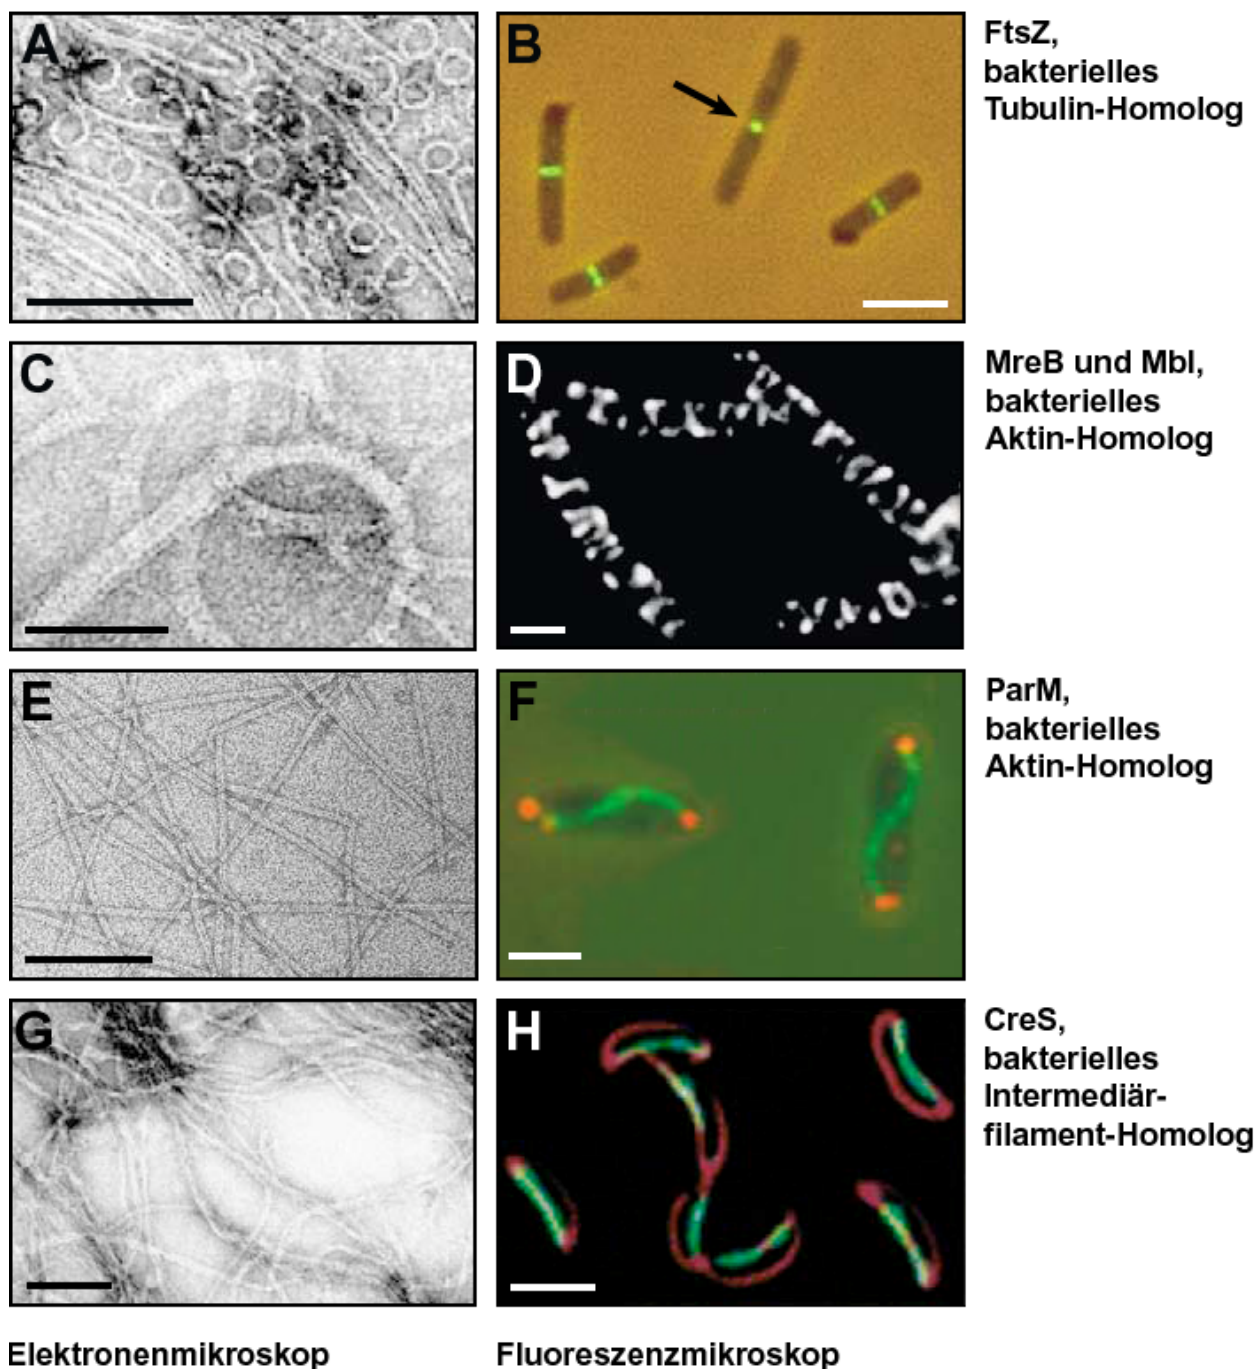 A
B
FtsZ,
bakterielles
Tubulin-Homolog
C
D
MreB und Mbl,
bakterielles
Aktin-Homolog
E
F
ParM,
bakterielles
Aktin-Homolog
G
H
CreS,
bakterielles
Intermediär-
filament-Homolog
Elektronenmikroskop
Fluoreszenzmikroskop